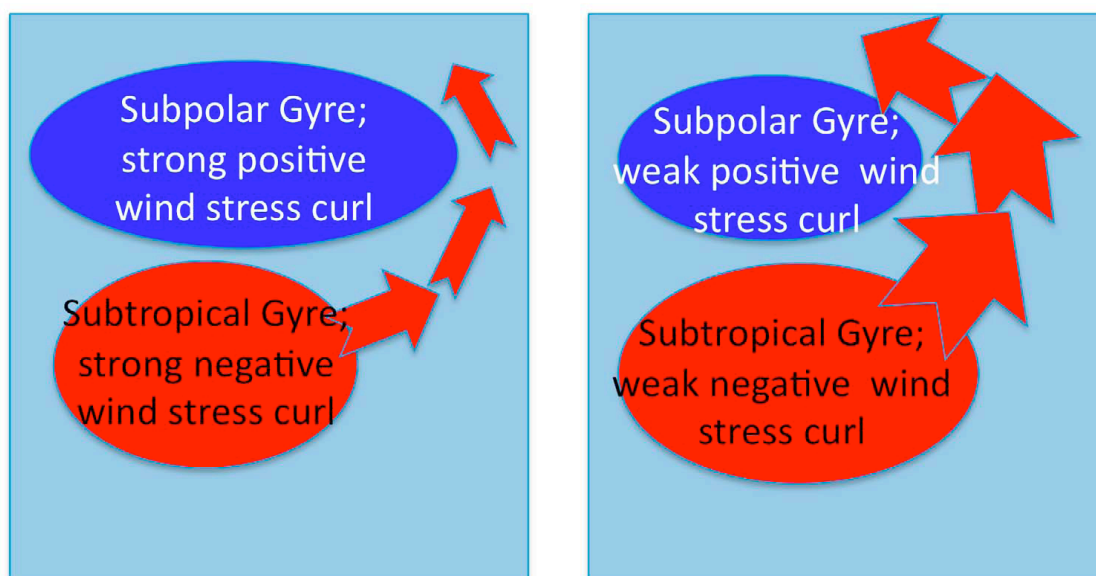 Subpolar Gyre;
strong positive
wind stress curl
Subtropical Gyre;
strong negative
wind stress curl
Subpolar Gyre;
weak positive  wind
stress curl
Subtropical Gyre;
weak negative  wind
stress curl